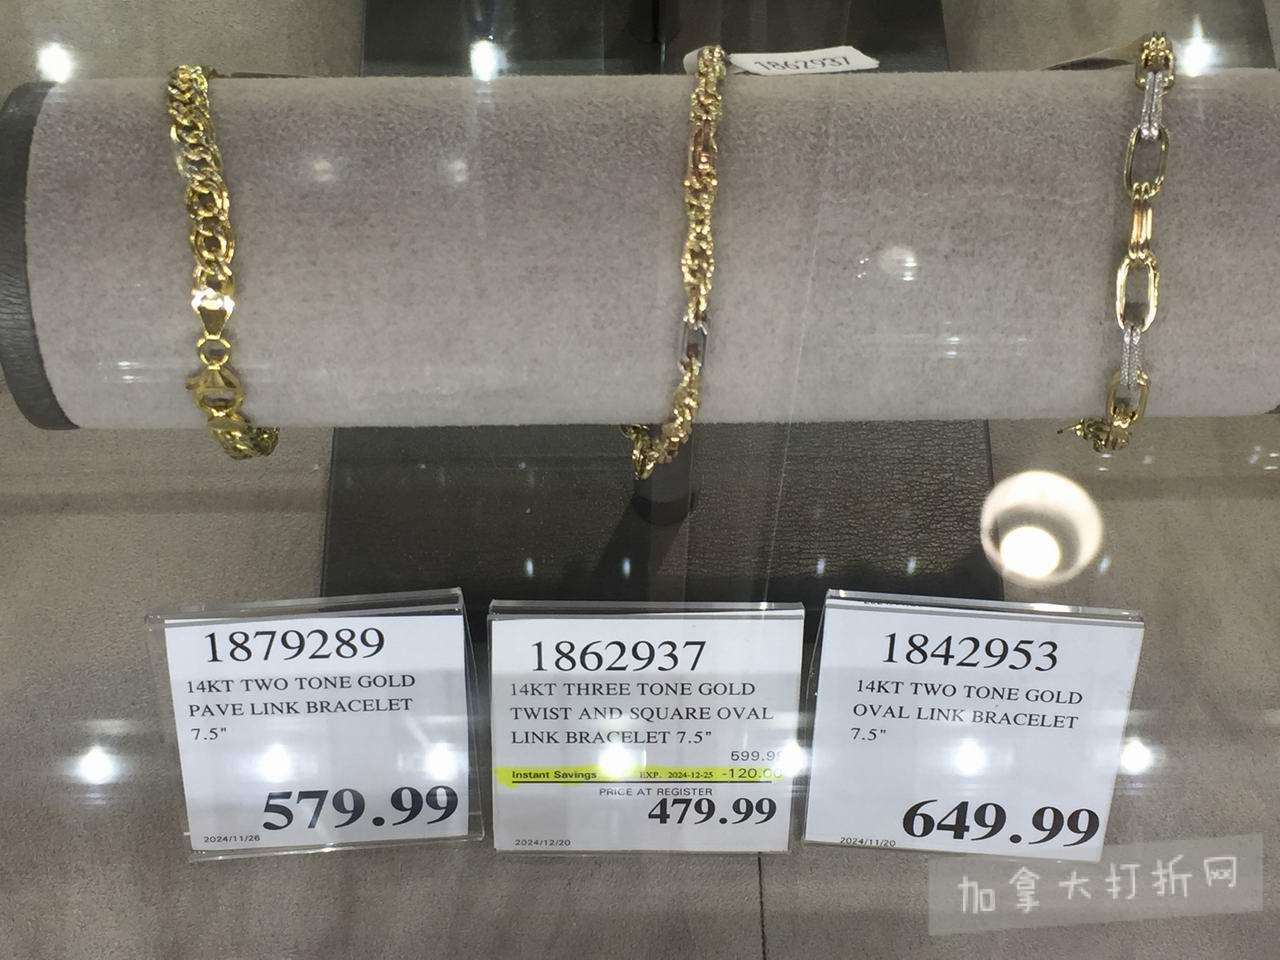 1862937
1879289
14KT TWO TONE GOLD
PAVE LINK BRACELET
7.5"
579.99
2024/11/26
1862937
14KT THREE TONE GOLD
TWIST AND SQUARE OVAL
LINK BRACELET 7.5"
599.99
Instant Savings EXP. 2024-12-25 -120.00
PRICE AT REGISTER
479.99
2024/12/20
1842953
14KT TWO TONE GOLD
OVAL LINK BRACELET
7.5"
649.99
2024/11/20
加拿大打折网